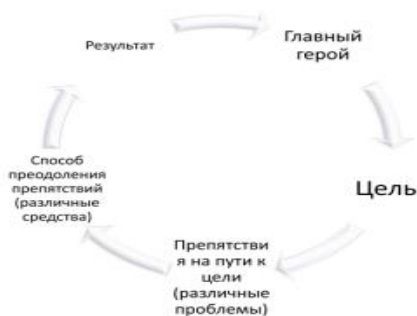 Результат
Главный
герой
Цель
Препятстви
я на пути к
цели
(различные
проблемы)
Способ
преодоления
препятствий
(различные
средства)